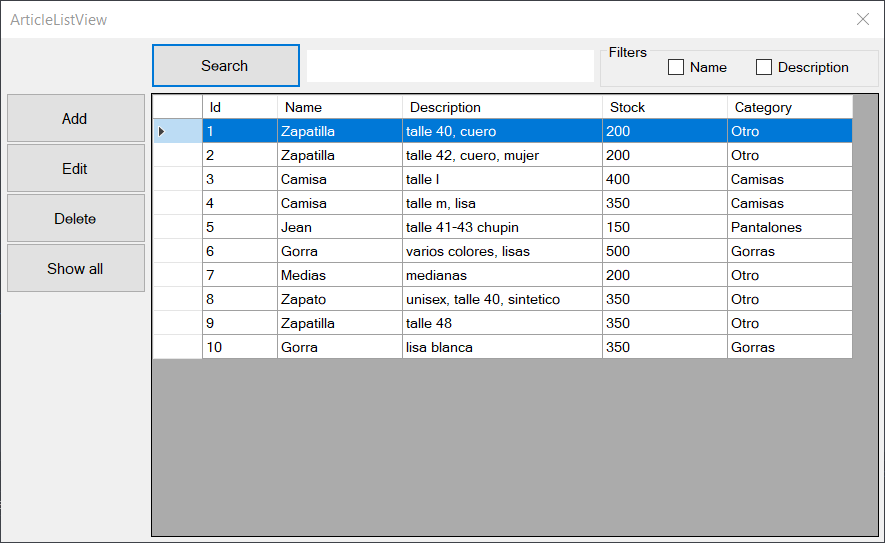 ArticleListView
Search
Filters
Name
Description
Add
Edit
Delete
Show all
Id Name Description Stock Category
1 Zapatilla talle 40, cuero 200 Otro
2 Zapatilla talle 42, cuero, mujer 200 Otro
3 Camisa talle l 400 Camisas
4 Camisa talle m, lisa 350 Camisas
5 Jean talle 41-43 chupin 150 Pantalones
6 Gorra varios colores, lisas 500 Gorras
7 Medias medianas 200 Otro
8 Zapato unisex, talle 40, sintetico 350 Otro
9 Zapatilla talle 48 350 Otro
10 Gorra lisa blanca 350 Gorras